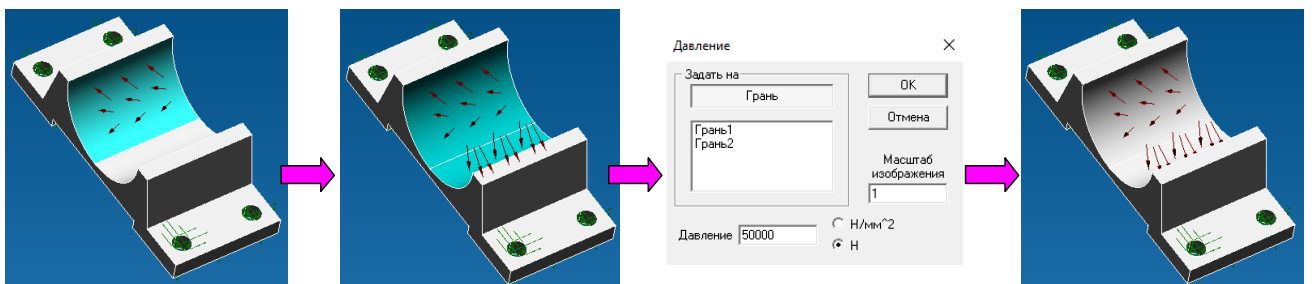 Давление
Задать на
OK
Грань
Отмена
Грань1
Грань2
Масштаб
изображения
1
Давление 50000 Н/мм^2
Н